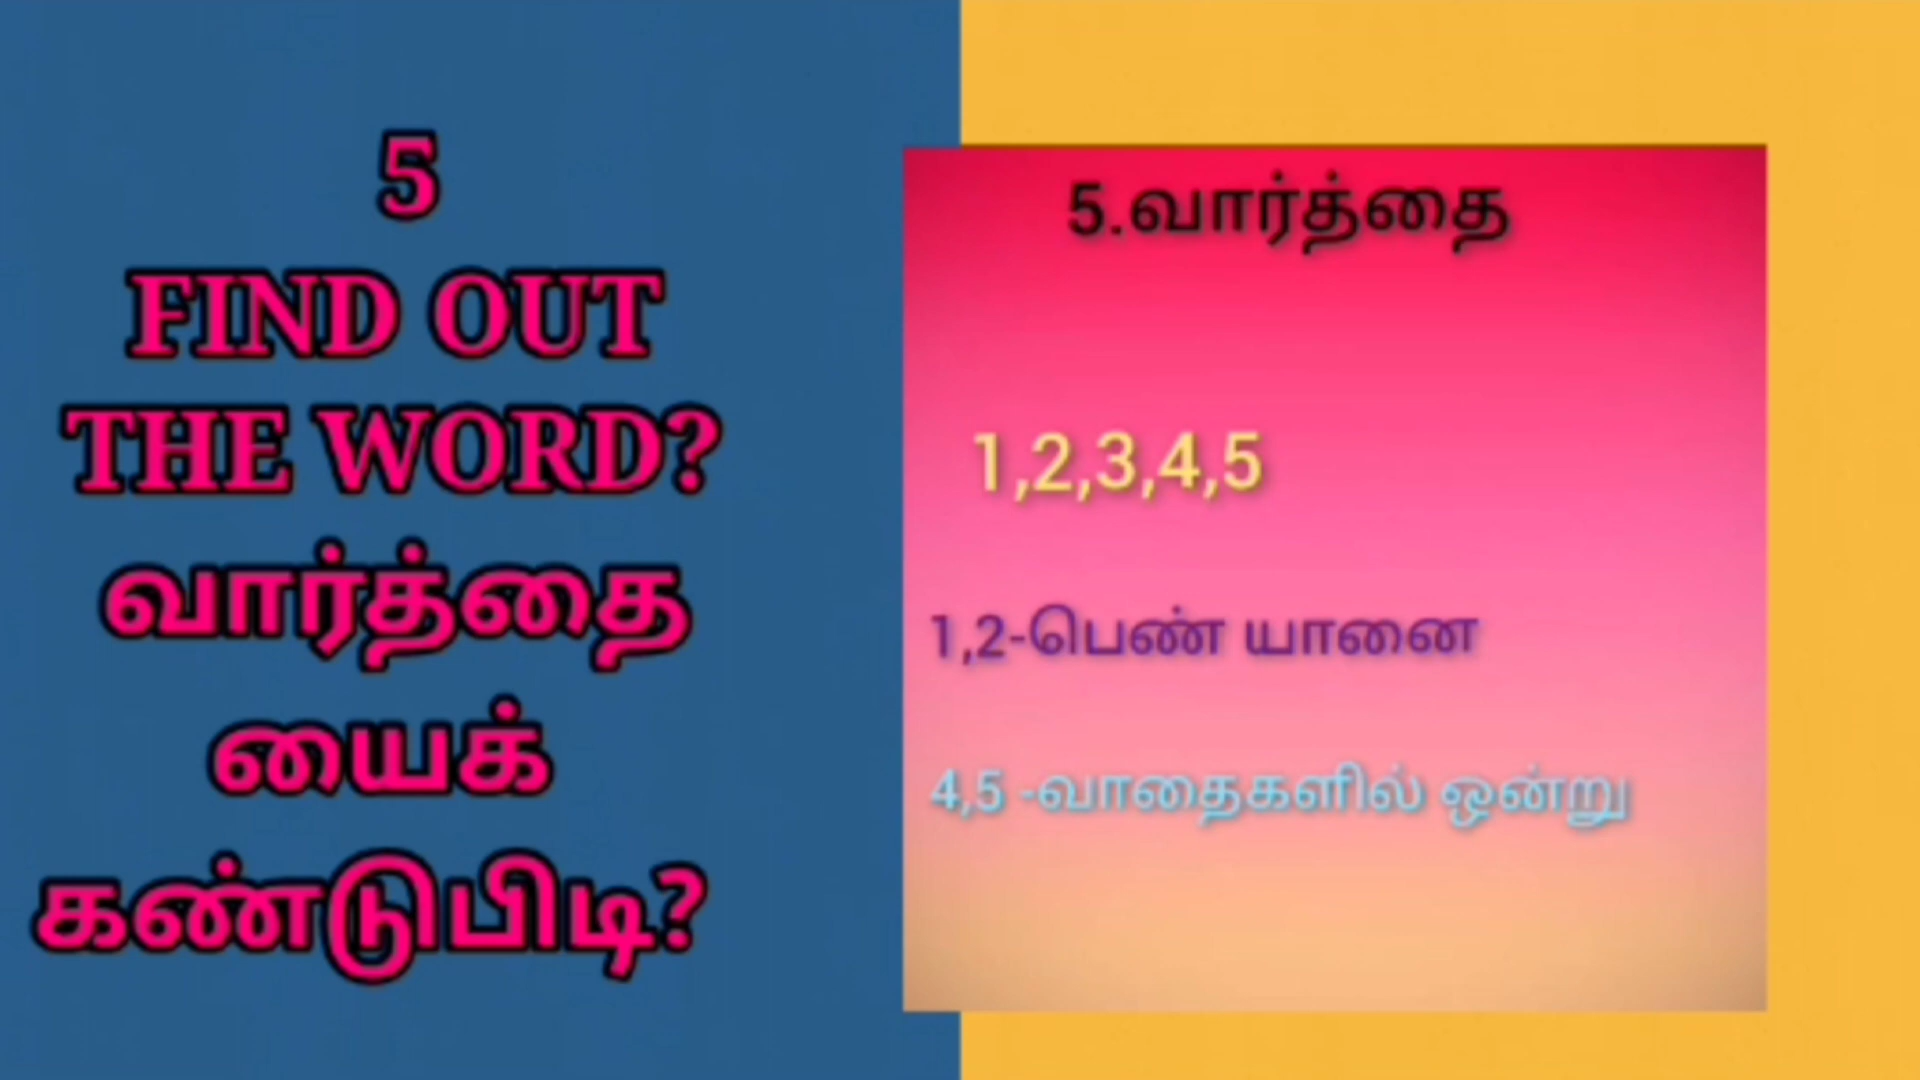 5
FIND OUT
THE WORD?
வார்த்தை
யைக்
கண்டுபிடி?
5.வார்த்தை
1,2,3,4,5
1,2-பெண் யானை
4,5 -வாதைகளில் ஒன்று